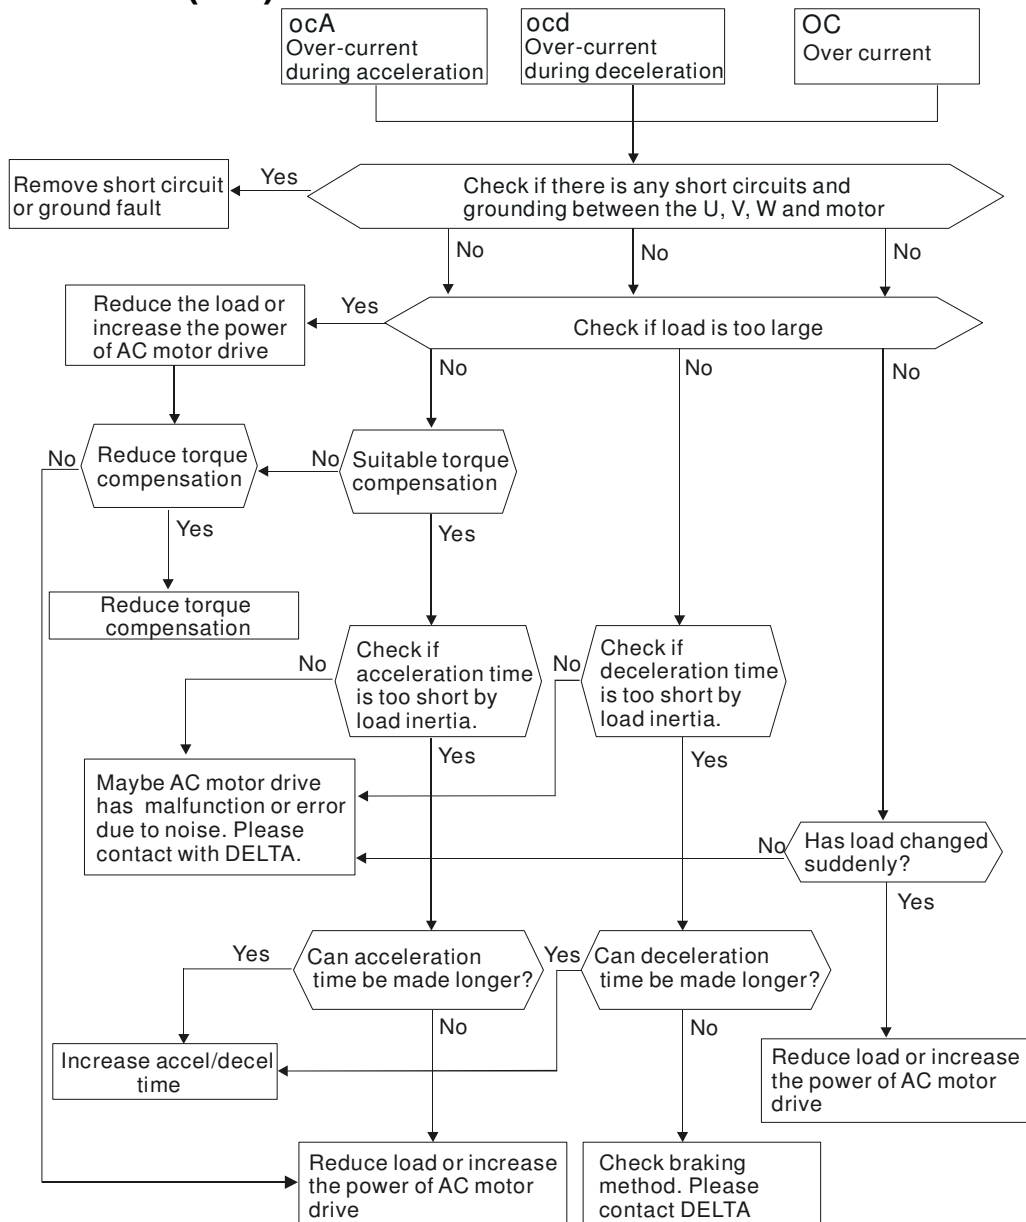 ocA
Over-current
during acceleration
ocd
Over-current
during deceleration
OC
Over current
Remove short circuit
or ground fault
Yes
Check if there is any short circuits and
grounding between the U, V, W and motor
No
No
No
Reduce the load or
increase the power
of AC motor drive
Yes
Check if load is too large
No
No
No
No
Reduce torque
compensation
No
Suitable torque
compensation
Yes
Yes
Reduce torque
compensation
No
Check if
acceleration time
is too short by
load inertia.
No
Check if
deceleration time
is too short by
load inertia.
Yes
Yes
Maybe AC motor drive
has malfunction or error
due to noise. Please
contact with DELTA.
No
Has load changed
suddenly?
Yes
Yes
Can acceleration
time be made longer?
Yes
Can deceleration
time be made longer?
No
No
Increase accel/decel
time
Reduce load or increase
the power of AC motor
drive
Reduce load or increase
the power of AC motor
drive
Check braking
method. Please
contact DELTA